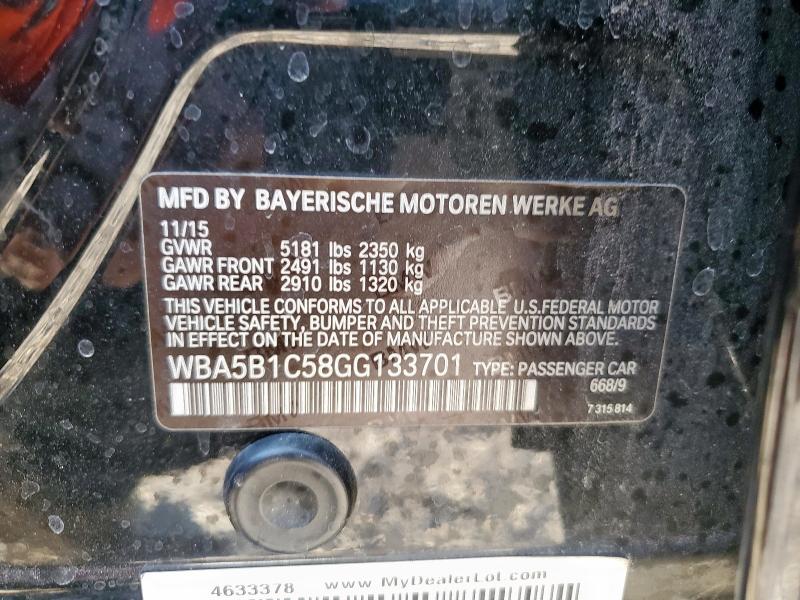 MFD BY BAYERISCHE MOTOREN WERKE AG
11/15
GVWR 5181 lbs 2350 kg
GAWR FRONT 2491 lbs 1130 kg
GAWR REAR 2910 lbs 1320 kg
THIS VEHICLE CONFORMS TO ALL APPLICABLE U.S.FEDERAL MOTOR
VEHICLE SAFETY, BUMPER AND THEFT PREVENTION STANDARDS
IN EFFECT ON THE DATE OF MANUFACTURE SHOWN ABOVE.
WBA5B1C58GG133701 TYPE: PASSENGER CAR
668/9
7 315 814
4633378 www.MyDealerLot.com